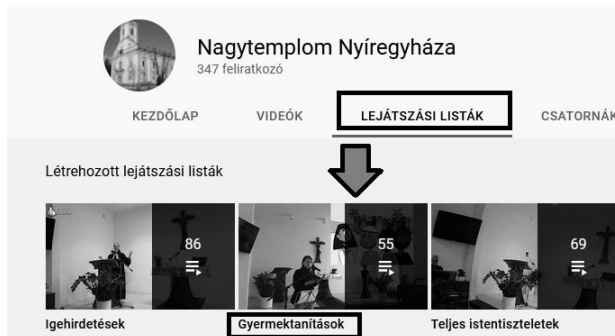 Nagytemplom Nyíregyháza
347 feliratkozó
KEZDŐLAP VIDEÓK LEJÁTSZÁSI LISTÁK CSATORNÁK
Létrehozott lejátszási listák
86 55 69
Igehirdetések Gyermektanítások Teljes istentiszteletek